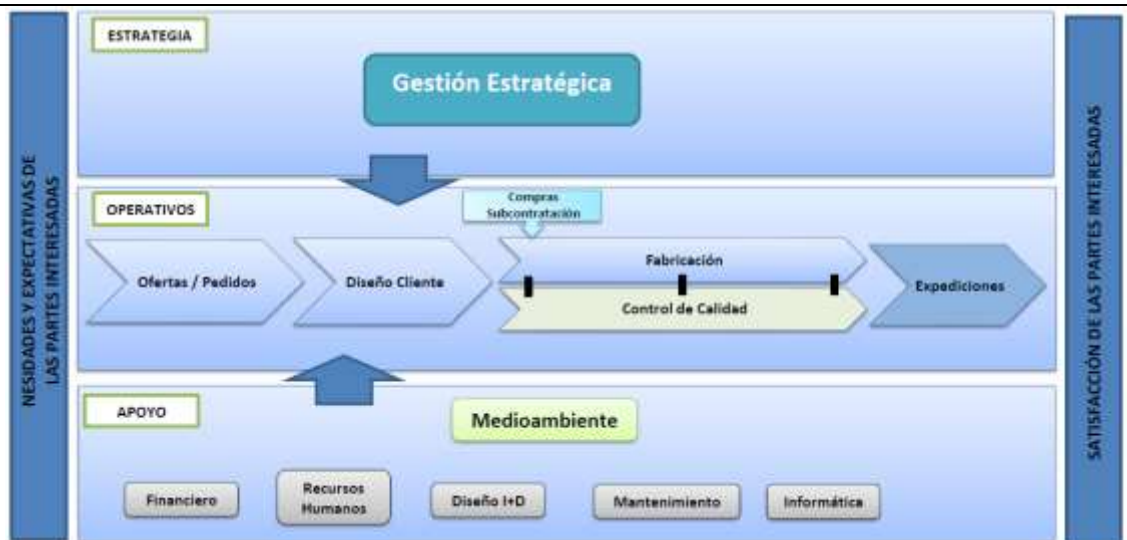 NESIDADES Y EXPECTATIVAS DE
LAS PARTES INTERESADAS
ESTRATEGIA
Gestión Estratégica
OPERATIVOS
Compras
Subcontratación
Ofertas / Pedidos
Diseño Cliente
Fabricación
Control de Calidad
Expediciones
APOYO
Medioambiente
Financiero
Recursos
Humanos
Diseño I+D
Mantenimiento
Informática
SATISFACCIÓN DE LAS PARTES INTERESADAS